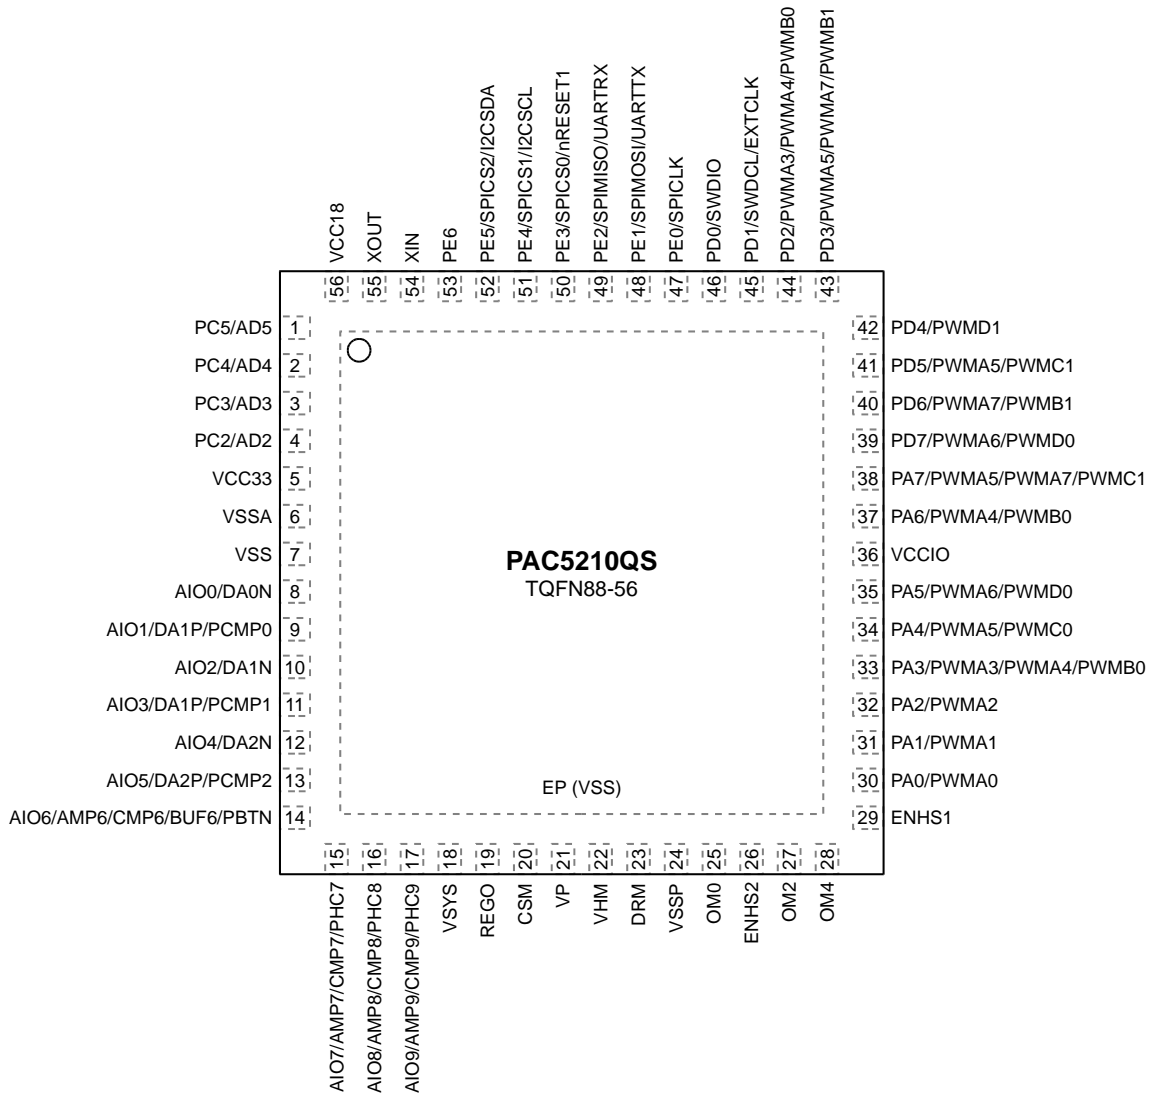 VCC18
XOUT
XIN
PE6
PE5/SPICS2/I2CSDA
PE4/SPICS1/I2CSCL
PE3/SPICS0/nRESET1
PE2/SPIMISO/UARTRX
PE1/SPIMOSI/UARTTX
PE0/SPICLK
PD0/SWDIO
PD1/SWDCL/EXTCLK
PD2/PWMA3/PWMA4/PWMB0
PD3/PWMA5/PWMA7/PWMB1
56
55
54
53
52
51
50
49
48
47
46
45
44
43
PC5/AD5 1
PC4/AD4 2
PC3/AD3 3
PC2/AD2 4
VCC33 5
VSSA 6
VSS 7
AIO0/DA0N 8
AIO1/DA1P/PCMP0 9
AIO2/DA1N 10
AIO3/DA1P/PCMP1 11
AIO4/DA2N 12
AIO5/DA2P/PCMP2 13
AIO6/AMP6/CMP6/BUF6/PBTN 14
PAC5210QS
TQFN88-56
EP (VSS)
42 PD4/PWMD1
41 PD5/PWMA5/PWMC1
40 PD6/PWMA7/PWMB1
39 PD7/PWMA6/PWMD0
38 PA7/PWMA5/PWMA7/PWMC1
37 PA6/PWMA4/PWMB0
36 VCCIO
35 PA5/PWMA6/PWMD0
34 PA4/PWMA5/PWMC0
33 PA3/PWMA3/PWMA4/PWMB0
32 PA2/PWMA2
31 PA1/PWMA1
30 PA0/PWMA0
29 ENHS1
15
16
17
18
19
20
21
22
23
24
25
26
27
28
AIO7/AMP7/CMP7/PHC7
AIO8/AMP8/CMP8/PHC8
AIO9/AMP9/CMP9/PHC9
VSYS
REGO
CSM
VP
VHM
DRM
VSSP
OM0
ENHS2
OM2
OM4